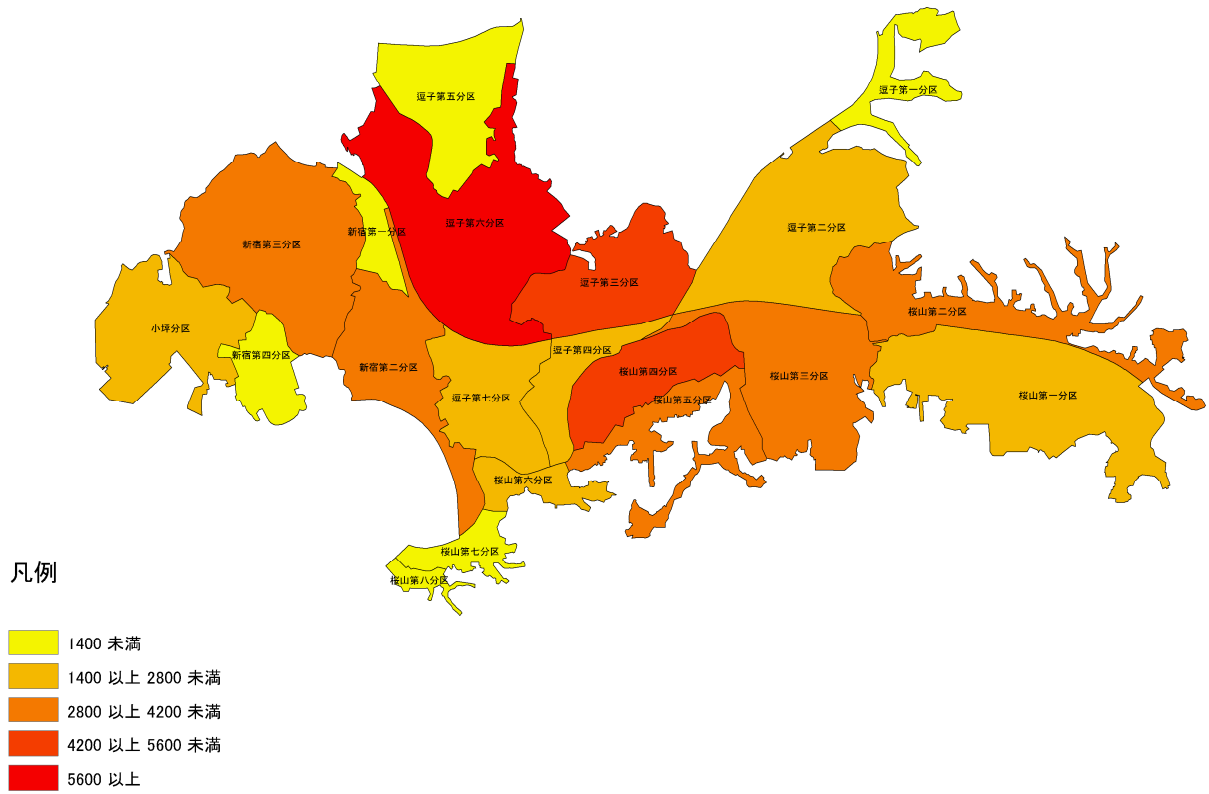 逗子第五分区
逗子第一分区
逗子第六分区
逗子第二分区
新宿第一分区
新宿第三分区
逗子第三分区
桜山第二分区
小坪分区
逗子第四分区
新宿第四分区
新宿第二分区
桜山第四分区
桜山第三分区
逗子第七分区
桜山第五分区
桜山第一分区
桜山第六分区
桜山第七分区
桜山第八分区
凡例
1400 未満
1400 以上 2800 未満
2800 以上 4200 未満
4200 以上 5600 未満
5600 以上